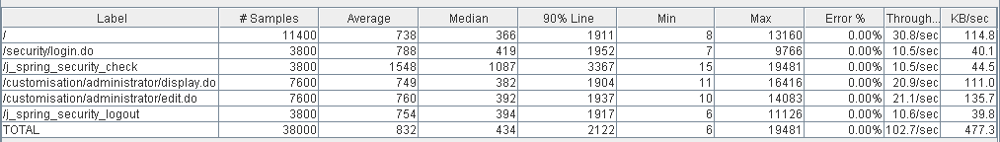 Label # Samples Average Median 90% Line Min Max Error % Through... KB/sec
/ 11400 738 366 1911 8 13160 0.00% 30.8/sec 114.8
/security/login.do 3800 788 419 1952 7 9766 0.00% 10.5/sec 40.1
/j_spring_security_check 3800 1548 1087 3367 15 19481 0.00% 10.5/sec 44.5
/customisation/administrator/display.do 7600 749 382 1904 11 16416 0.00% 20.9/sec 111.0
/customisation/administrator/edit.do 7600 760 392 1937 10 14083 0.00% 21.1/sec 135.7
/j_spring_security_logout 3800 754 394 1917 6 11126 0.00% 10.6/sec 39.8
TOTAL 38000 832 434 2122 6 19481 0.00% 102.7/sec 477.3